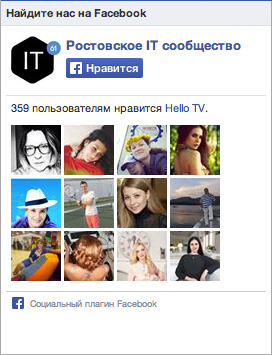 Найдите нас на Facebook
IT
61
Ростовское IT сообщество
Нравится
359 пользователям нравится Hello TV.
Социальный плагин Facebook